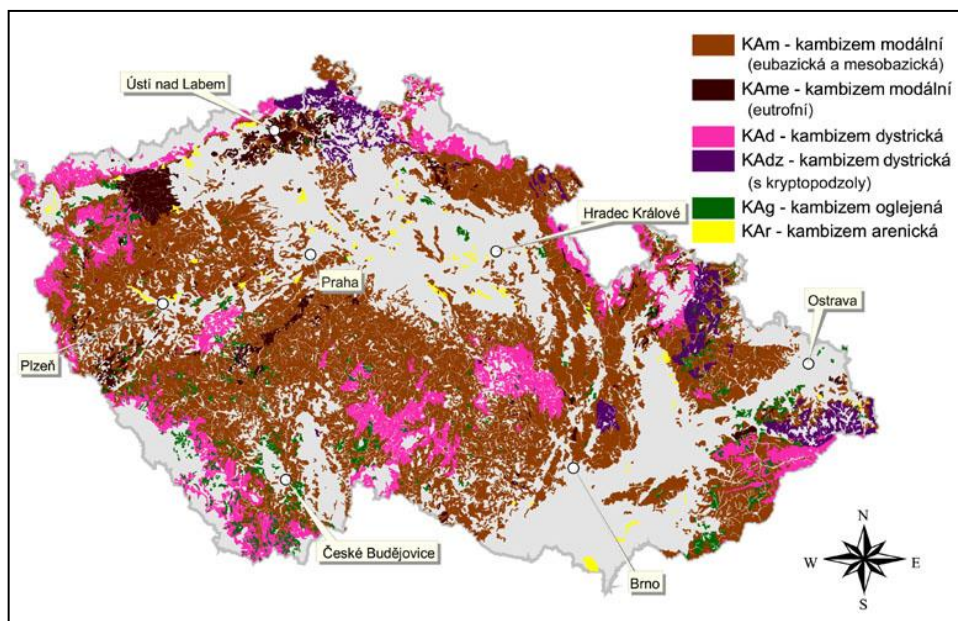 KAm - kambizem modální
(eubazická a mesobazická)
KAme - kambizem modální
(eutrofní)
KAd - kambizem dystrická
KAdz - kambizem dystrická
(s kryptopodzoly)
KAg - kambizem oglejená
KAr - kambizem arenická
Ústí nad Labem
Hradec Králové
Praha
Ostrava
Plzeň
České Budějovice
Brno
N
W E
S